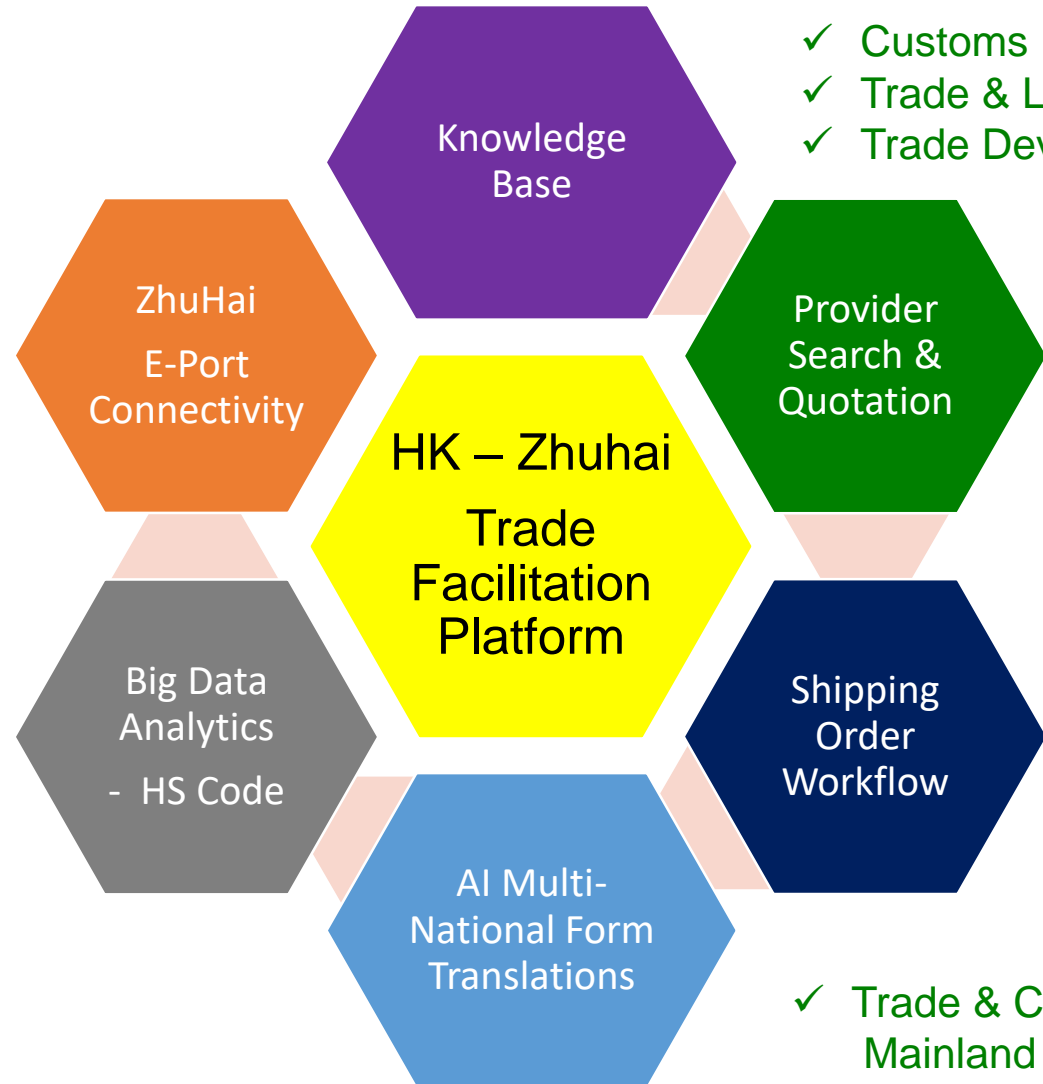 ✓ Customs
✓ Trade & L
✓ Trade Dev
Knowledge
Base
ZhuHai
E-Port
Connectivity
Provider
Search &
Quotation
HK – Zhuhai
Trade
Facilitation
Platform
Big Data
Analytics
- HS Code
Shipping
Order
Workflow
AI Multi-
National Form
Translations
✓ Trade & C
Mainland